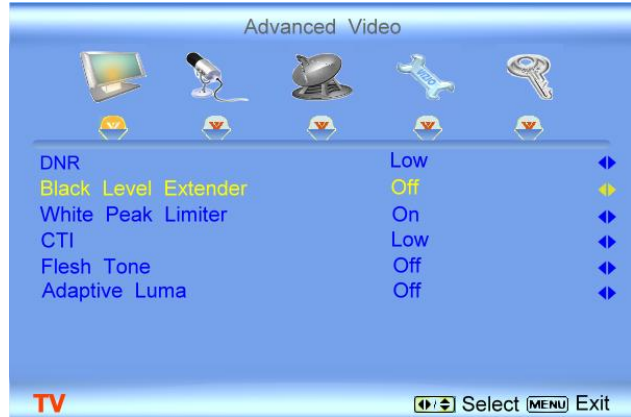 Advanced Video
VIZIO
DNR Low
Black Level Extender Off
White Peak Limiter On
CTI Low
Flesh Tone Off
Adaptive Luma Off
TV Select MENU Exit